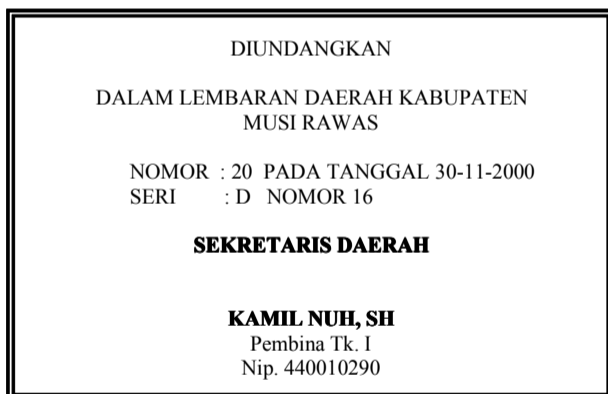 DIUNDANGKAN
DALAM LEMBARAN DAERAH KABUPATEN
MUSI RAWAS
NOMOR : 20 PADA TANGGAL 30-11-2000
SERI : D NOMOR 16
SEKRETARIS DAERAH
KAMIL NUH, SH
Pembina Tk. I
Nip. 440010290